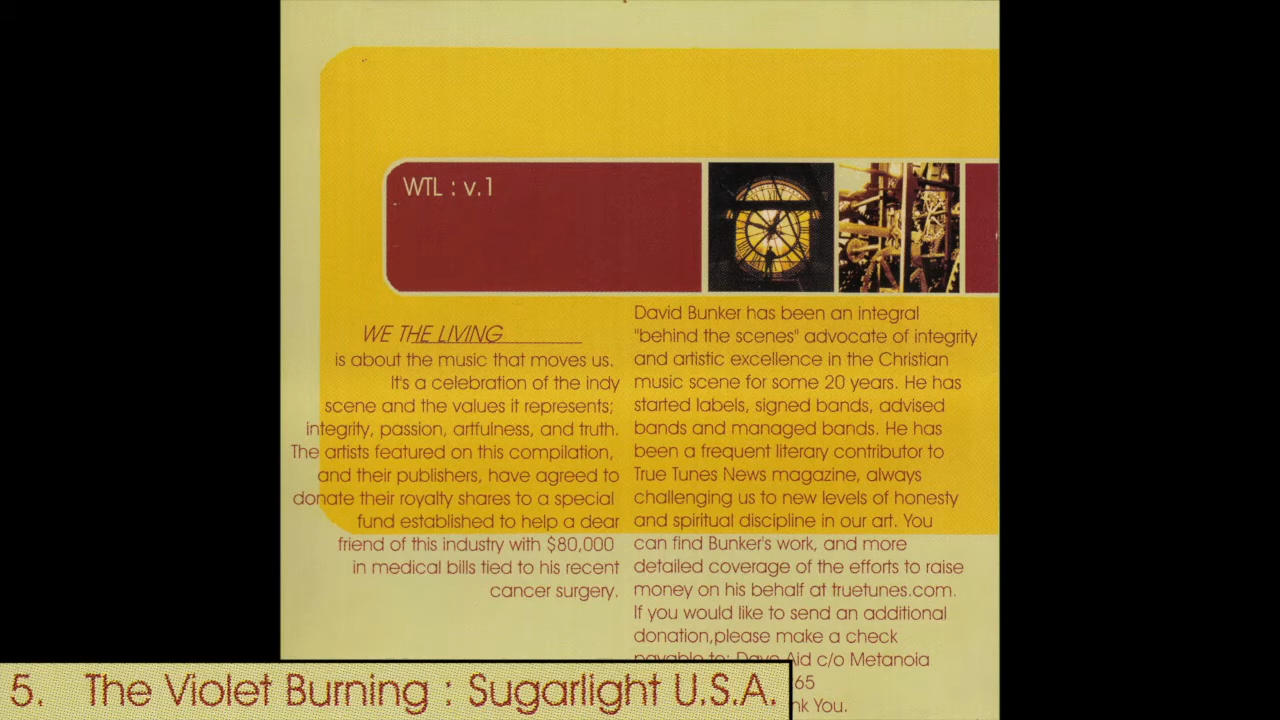 WTL : v.1
WE THE LIVING
is about the music that moves us.
It's a celebration of the indy
scene and the values it represents;
integrity, passion, artfulness, and truth.
The artists featured on this compilation,
and their publishers, have agreed to
donate their royalty shares to a special
fund established to help a dear
friend of this industry with $80,000
in medical bills tied to his recent
cancer surgery.
David Bunker has been an integral
"behind the scenes" advocate of integrity
and artistic excellence in the Christian
music scene for some 20 years. He has
started labels, signed bands, advised
bands and managed bands. He has
been a frequent literary contributor to
True Tunes News magazine, always
challenging us to new levels of honesty
and spiritual discipline in our art. You
can find Bunker's work, and more
detailed coverage of the efforts to raise
money on his behalf at truetunes.com.
If you would like to send an additional
donation,please make a check
payable to: Dave Aid c/o Metanoia
65
You.
5. The Violet Burning : Sugarlight U.S.A.